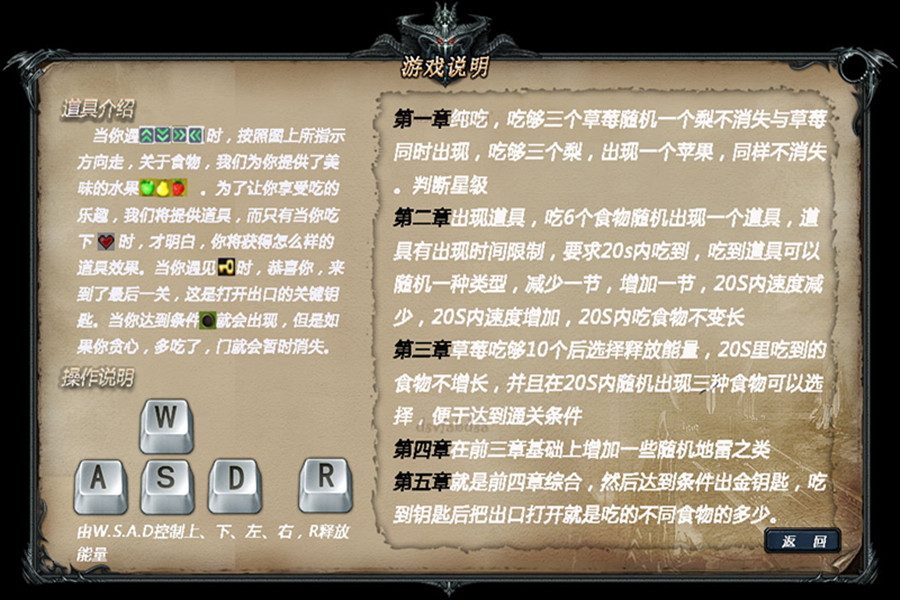 游戏说明
道具介绍
当你遇时，按照图上所指示
方向走，关于食物，我们为你提供了美
味的水果。为了让你享受吃的
乐趣，我们将提供道具，而只有当你吃
下时，才明白，你将获得怎么样的
道具效果。当你遇见时，恭喜你，来
到了最后一关，这是打开出口的关键钥
匙。当你达到条件就会出现，但是如
果你贪心，多吃了，门就会暂时消失。
操作说明
W
A S D R
由W.S.A.D控制上、下、左、右，R释放
能量
第一章纯吃，吃够三个草莓随机一个梨不消失与草莓
同时出现，吃够三个梨，出现一个苹果，同样不消失
。判断星级
第二章出现道具，吃6个食物随机出现一个道具，道
具有出现时间限制，要求20s内吃到，吃到道具可以
随机一种类型，减少一节，增加一节，20S内速度减
少，20S内速度增加，20S内吃食物不变长
第三章草莓吃够10个后选择释放能量，20S里吃到的
食物不增长，并且在20S内随机出现三种食物可以选
择，便于达到通关条件
第四章在前三章基础上增加一些随机地雷之类
第五章就是前四章综合，然后达到条件出金钥匙，吃
到钥匙后把出口打开就是吃的不同食物的多少。
返 回